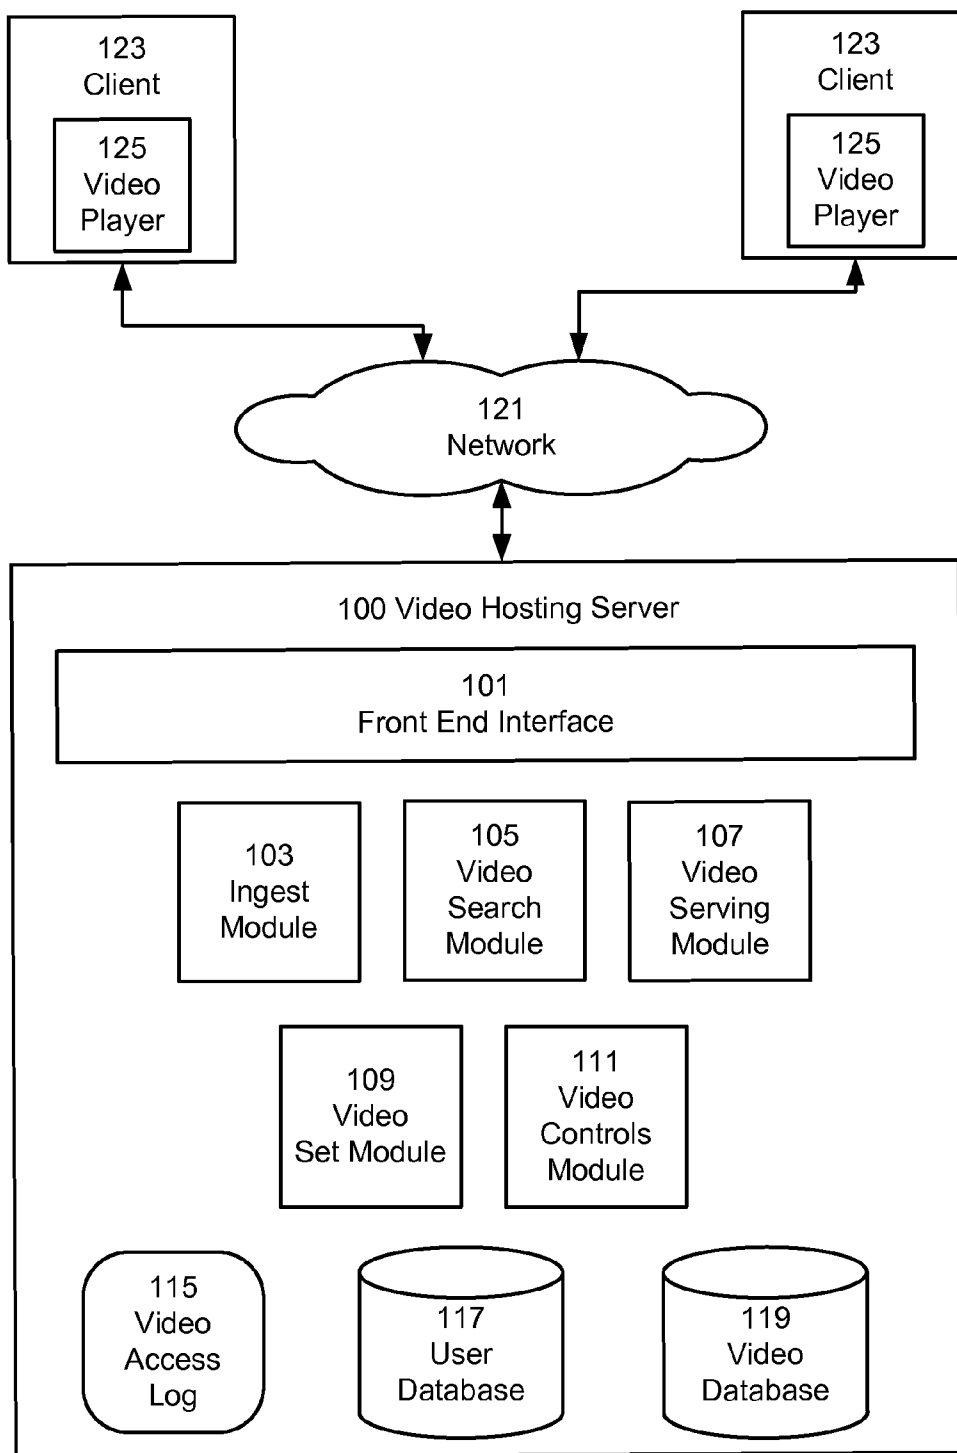 123
Client
125
Video
Player
123
Client
125
Video
Player
121
Network
100 Video Hosting Server
101
Front End Interface
103
Ingest
Module
105
Video
Search
Module
107
Video
Serving
Module
109
Video
Set Module
111
Video
Controls
Module
115
Video
Access
Log
117
User
Database
119
Video
Database